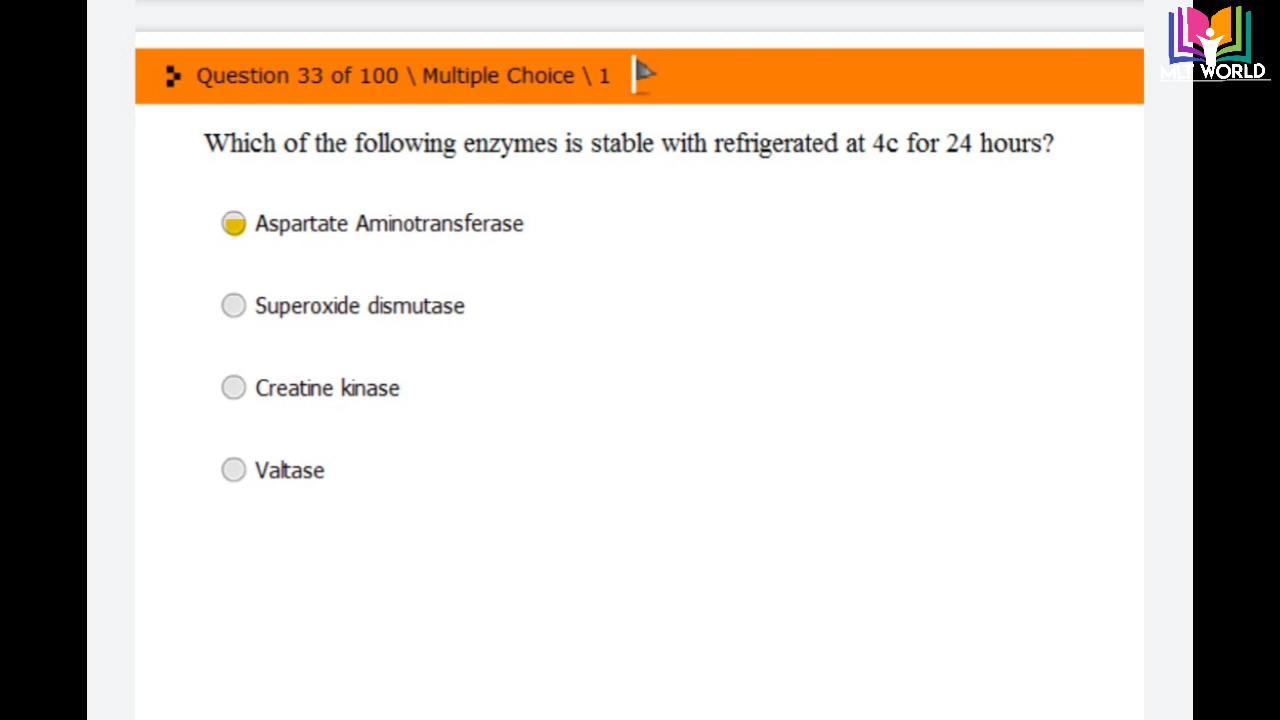 MLT WORLD
Question 33 of 100 \ Multiple Choice \ 1
Which of the following enzymes is stable with refrigerated at 4c for 24 hours?
Aspartate Aminotransferase
Superoxide dismutase
Creatine kinase
Valtase